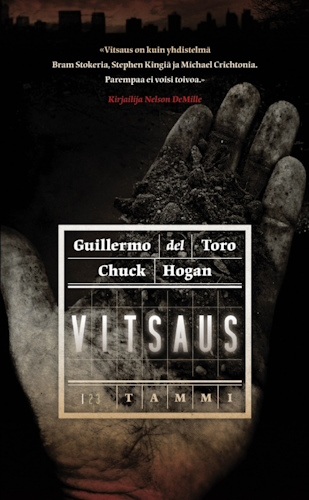 «Vitsaus on kuin yhdistelmä
Bram Stokeria, Stephen Kingiä ja Michael Crichtonia.
Parempaa ei voisi toivoa.»
Kirjailija Nelson DeMille
Guillermo del Toro
Chuck Hogan
VITSAUS
123 TAMMI